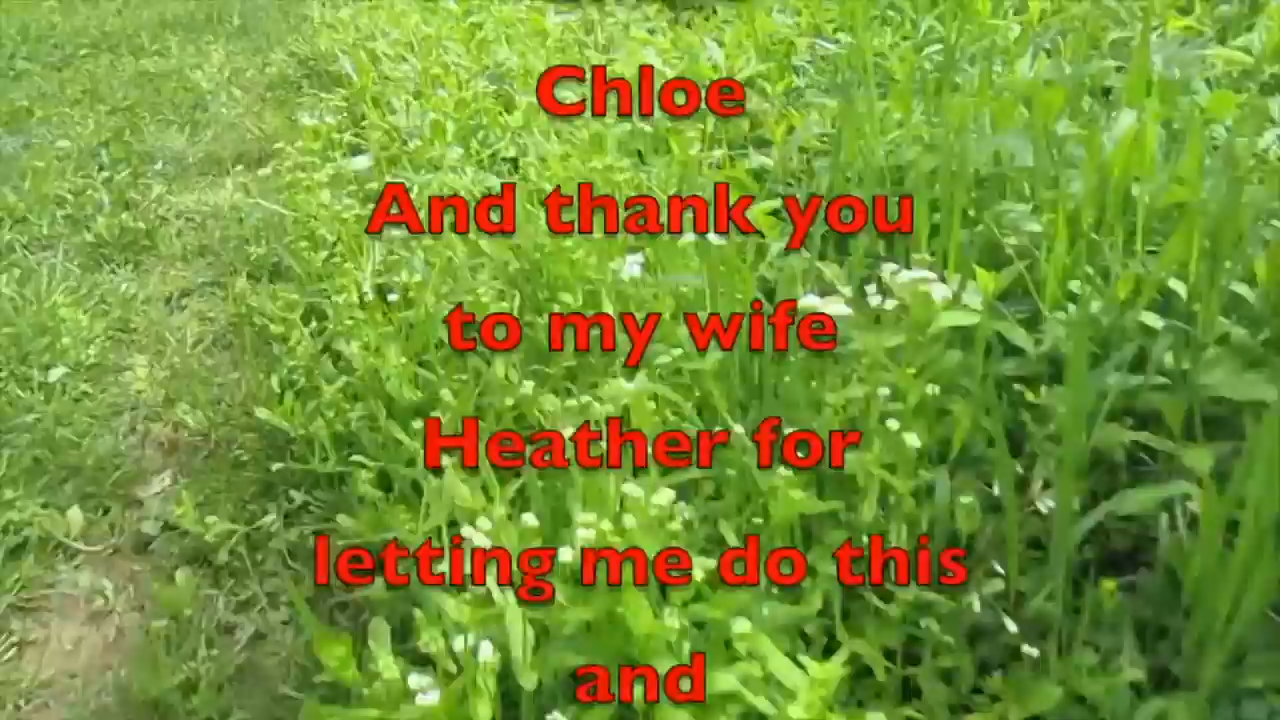 Chloe
And thank you
to my wife
Heather for
letting me do this
and